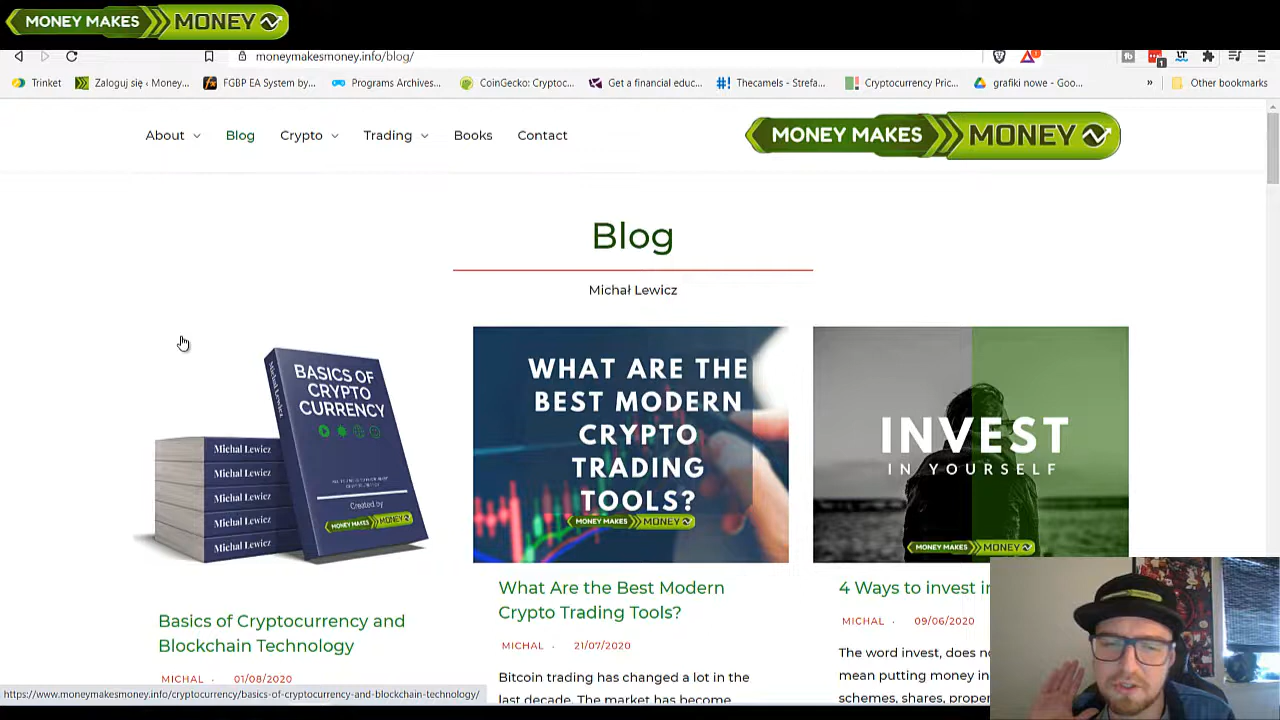 MONEY MAKES MONEY
moneymakesmoney.info/blog/
Trinket
Zaloguj się ‹ Money...
FGBP EA System by...
Programs Archives...
CoinGecko: Cryptoc...
Get a financial educ...
Thecamels - Strefa...
Cryptocurrency Pric...
grafiki nowe - Goo...
»
Other bookmarks
About
Blog
Crypto
Trading
Books
Contact
MONEY MAKES MONEY
Blog
Michał Lewicz
BASICS OF
CRYPTO
CURRENCY
Created by
MONEY MAKES MONEY
Michal Lewicz
Michal Lewicz
Michal Lewicz
Michal Lewicz
Michal Lewicz
Michal Lewicz
WHAT ARE THE
BEST MODERN
CRYPTO
TRADING
TOOLS?
MONEY MAKES MONEY
INVEST
IN YOURSELF
MONEY MAKES MONEY
Basics of Cryptocurrency and
Blockchain Technology
MICHAL · 01/08/2020
What Are the Best Modern
Crypto Trading Tools?
MICHAL · 21/07/2020
Bitcoin trading has changed a lot in the
last decade. The market has become
4 Ways to invest in
MICHAL · 09/06/2020
The word invest, does no
mean putting money in
schemes, shares, proper
https://www.moneymakesmoney.info/cryptocurrency/basics-of-cryptocurrency-and-blockchain-technology/